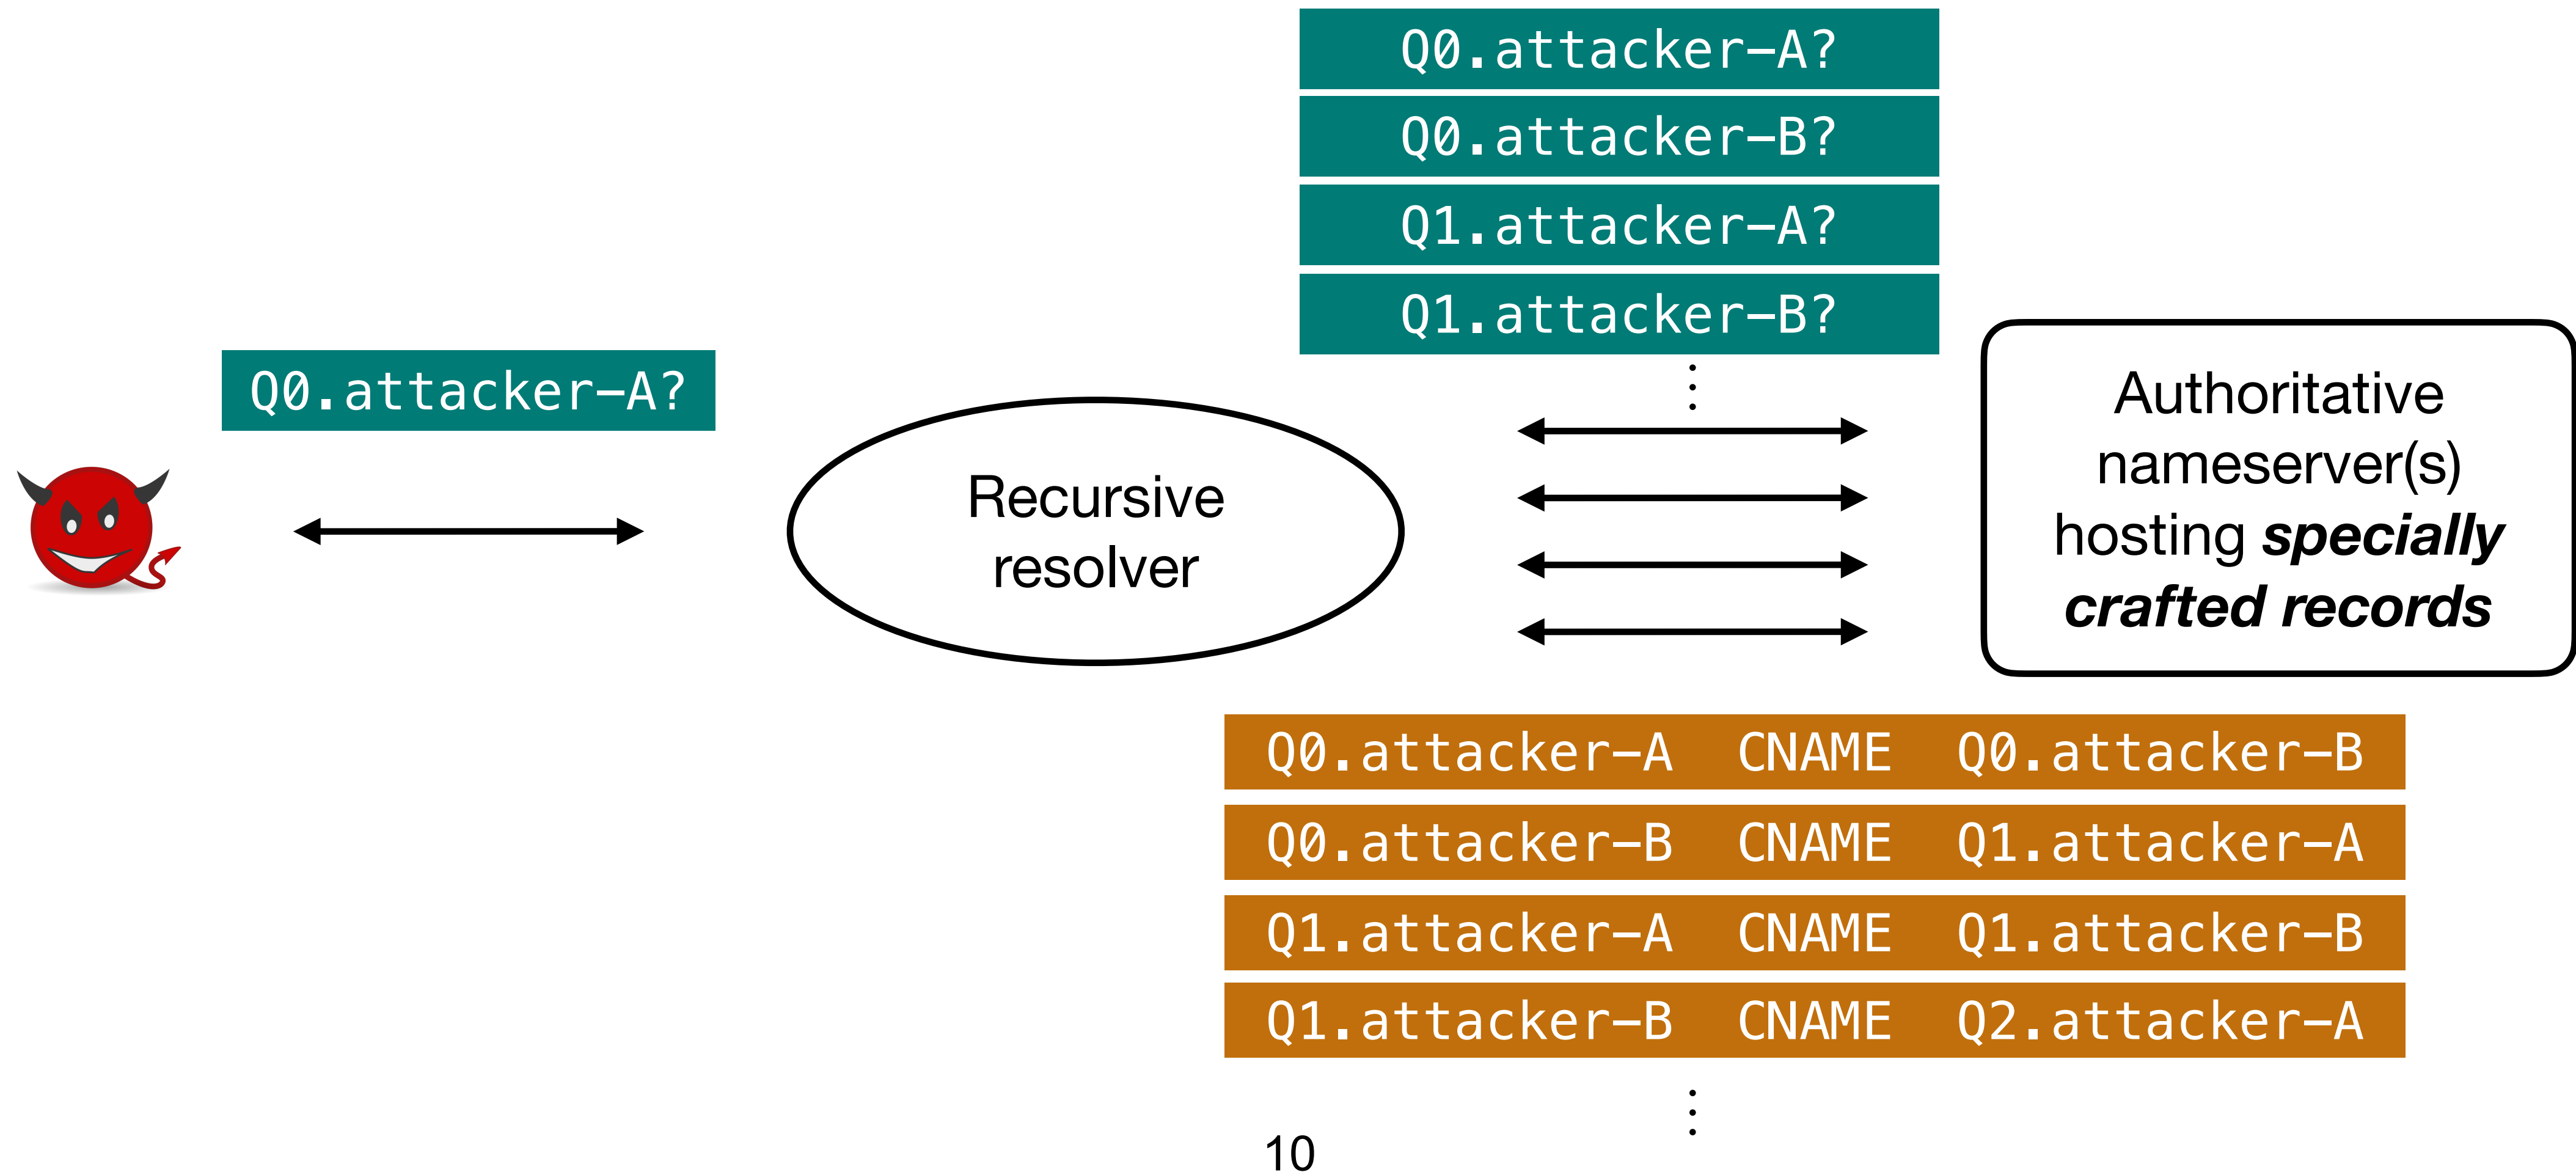 Q0.attacker-A?
Q0.attacker-B?
Q1.attacker-A?
Q1.attacker-B?
Q0.attacker-A?
Recursive
resolver
Authoritative
nameserver(s)
hosting specially
crafted records
Q0.attacker-A CNAME Q0.attacker-B
Q0.attacker-B CNAME Q1.attacker-A
Q1.attacker-A CNAME Q1.attacker-B
Q1.attacker-B CNAME Q2.attacker-A
10